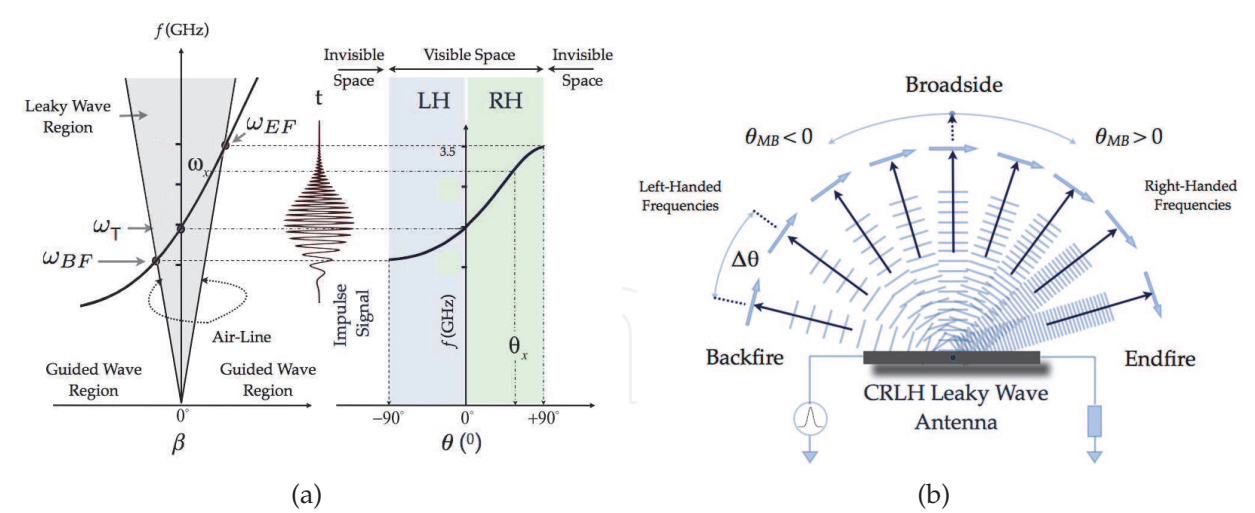 f (GHz)
Leaky Wave
Region
ω_EF
ω_x
ω_T
ω_BF
Air-Line
Guided Wave
Region
Guided Wave
Region
0°
β
t
Impulse
Signal
Invisible
Space
Visible Space
Invisible
Space
LH
RH
3.5
f (GHz)
θ_x
−90°
0°
+90°
θ (⁰)
(a)
Broadside
θ_MB < 0
θ_MB > 0
Left-Handed
Frequencies
Right-Handed
Frequencies
Δθ
Backfire
Endfire
CRLH Leaky Wave
Antenna
(b)